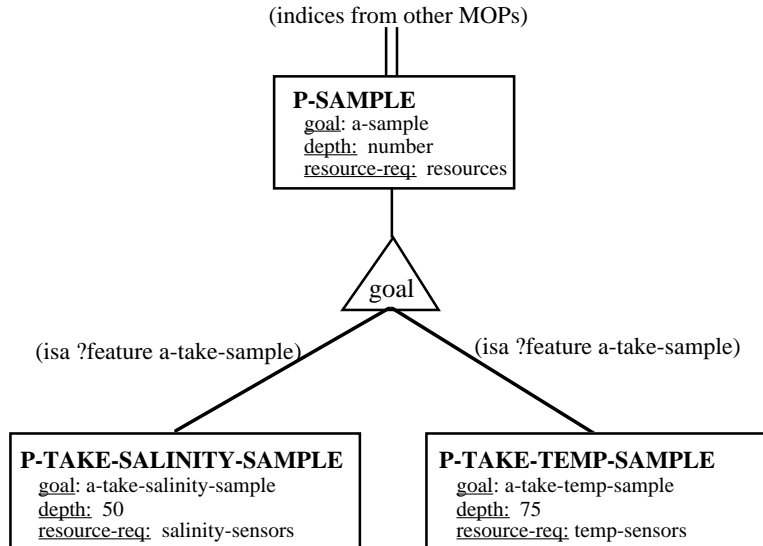 (indices from other MOPs)
P-SAMPLE
goal: a-sample
depth: number
resource-req: resources
goal
(isa ?feature a-take-sample)
(isa ?feature a-take-sample)
P-TAKE-SALINITY-SAMPLE
goal: a-take-salinity-sample
depth: 50
resource-req: salinity-sensors
P-TAKE-TEMP-SAMPLE
goal: a-take-temp-sample
depth: 75
resource-req: temp-sensors